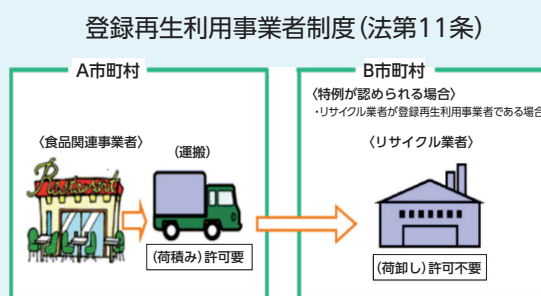 登録再生利用事業者制度(法第11条)
A市町村
B市町村
〈特例が認められる場合〉
・リサイクル業者が登録再生利用事業者である場合
〈食品関連事業者〉
(運搬)
〈リサイクル業者〉
Restaurant
(荷積み)許可要
(荷卸し)許可不要